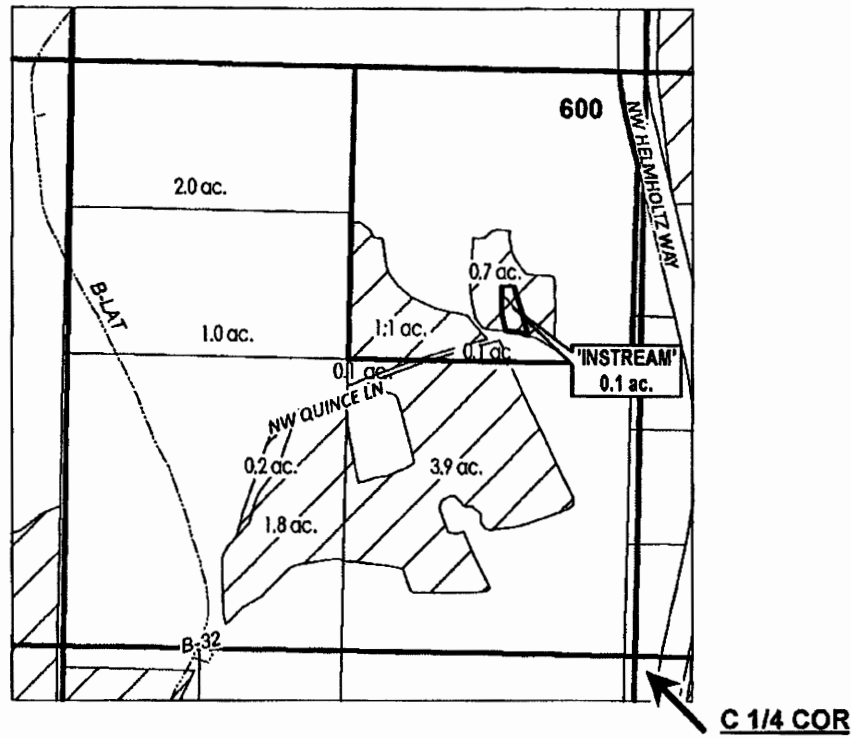 600
NW HELMHOLTZ WAY
2.0 ac.
0.7 ac.
B-LAT
1.0 ac.
1.1 ac.
0.1 ac.
'INSTREAM'
0.1 ac.
0.1 ac.
NW QUINCE LN
0.2 ac.
3.9 ac.
1.8 ac.
B-32
C 1/4 COR